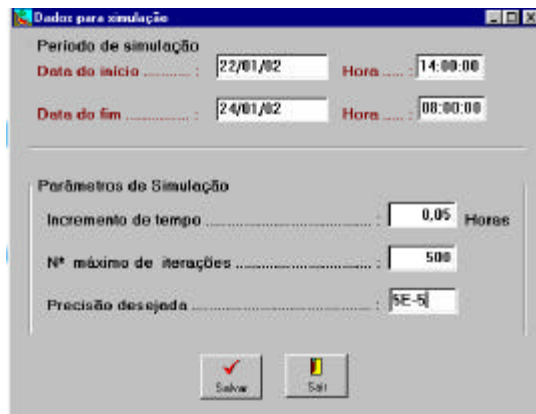 Dados para simulação
Período de simulação
Data do início .......... : 22/01/02 Hora ..... : 14:00:00
Data do fim ............ : 24/01/02 Hora ..... : 08:00:00
Parâmetros de Simulação
Incremento de tempo .............................. : 0,05 Horas
Nº máximo de iterações ........................... : 500
Precisão desejada ................................ : 5E-5
Salvar Sair